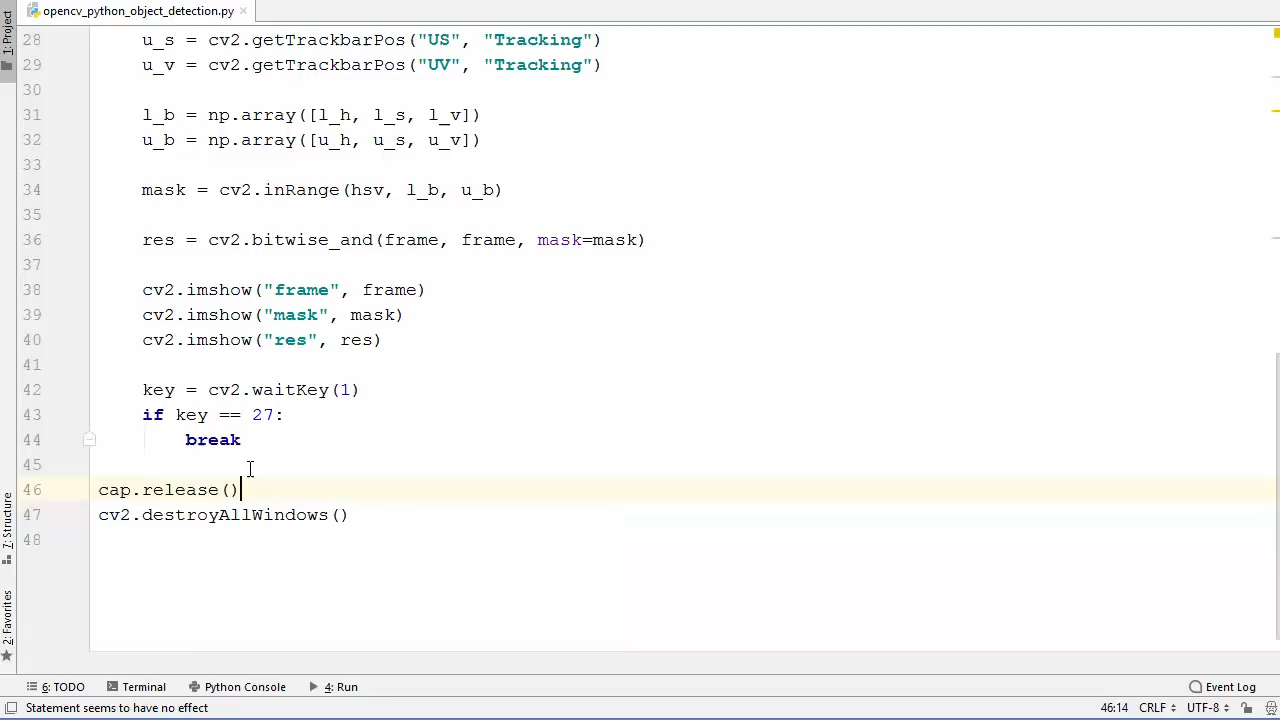 opencv_python_object_detection.py
1: Project
28 u_s = cv2.getTrackbarPos("US", "Tracking")
29 u_v = cv2.getTrackbarPos("UV", "Tracking")
30
31 l_b = np.array([l_h, l_s, l_v])
32 u_b = np.array([u_h, u_s, u_v])
33
34 mask = cv2.inRange(hsv, l_b, u_b)
35
36 res = cv2.bitwise_and(frame, frame, mask=mask)
37
38 cv2.imshow("frame", frame)
39 cv2.imshow("mask", mask)
40 cv2.imshow("res", res)
41
42 key = cv2.waitKey(1)
43 if key == 27:
44 break
45
46 cap.release()
47 cv2.destroyAllWindows()
48
7: Structure
2: Favorites
6: TODO Terminal Python Console 4: Run Event Log
Statement seems to have no effect 46:14 CRLF UTF-8